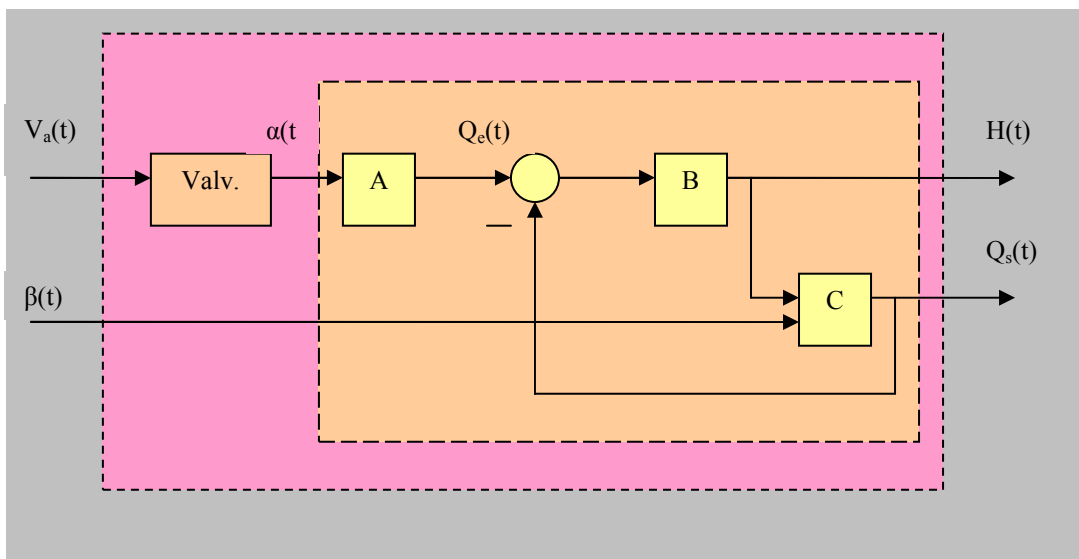 Vₐ(t)
α(t
Qₑ(t)
H(t)
Valv.
A
B
—
Qₛ(t)
β(t)
C